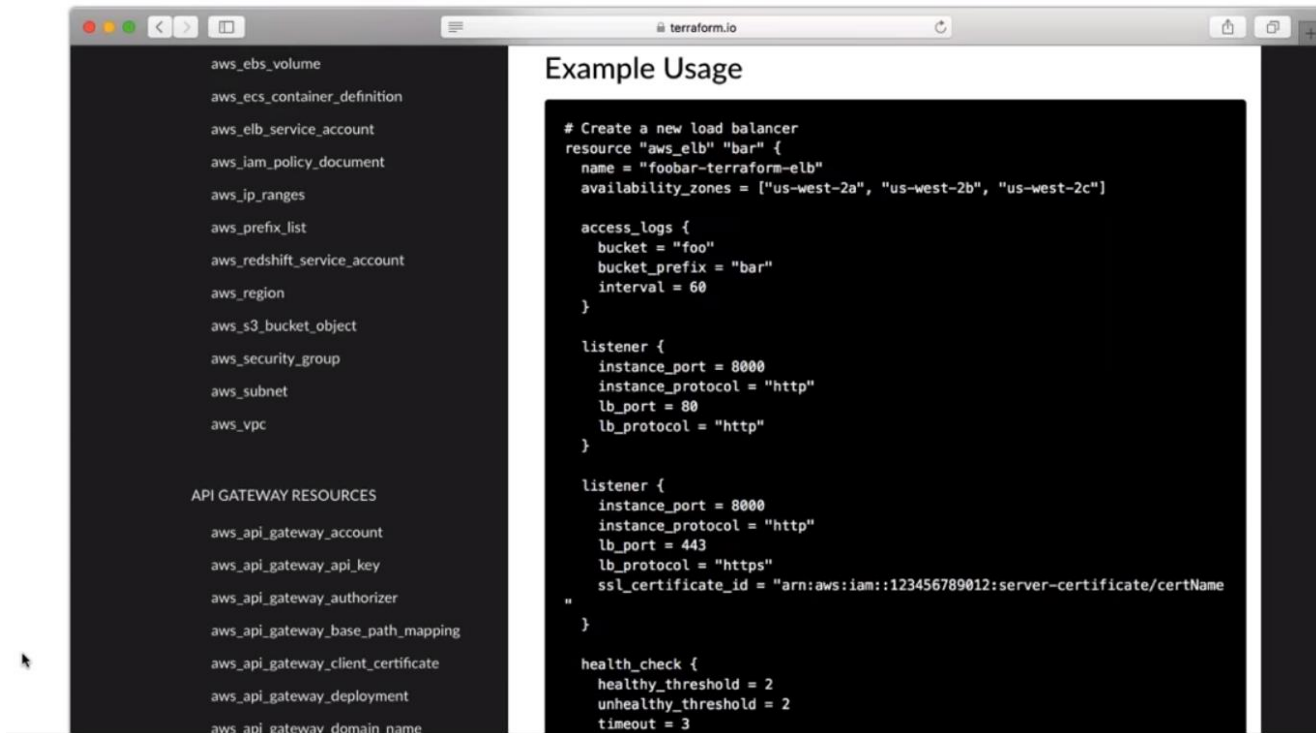 terraform.io
aws_ebs_volume
aws_ecs_container_definition
aws_elb_service_account
aws_iam_policy_document
aws_ip_ranges
aws_prefix_list
aws_redshift_service_account
aws_region
aws_s3_bucket_object
aws_security_group
aws_subnet
aws_vpc
API GATEWAY RESOURCES
aws_api_gateway_account
aws_api_gateway_api_key
aws_api_gateway_authorizer
aws_api_gateway_base_path_mapping
aws_api_gateway_client_certificate
aws_api_gateway_deployment
aws_api_gateway_domain_name
Example Usage
# Create a new load balancer
resource "aws_elb" "bar" {
  name = "foobar-terraform-elb"
  availability_zones = ["us-west-2a", "us-west-2b", "us-west-2c"]
  access_logs {
    bucket = "foo"
    bucket_prefix = "bar"
    interval = 60
  }
  listener {
    instance_port = 8000
    instance_protocol = "http"
    lb_port = 80
    lb_protocol = "http"
  }
  listener {
    instance_port = 8000
    instance_protocol = "http"
    lb_port = 443
    lb_protocol = "https"
    ssl_certificate_id = "arn:aws:iam::123456789012:server-certificate/certName
"
  }
  health_check {
    healthy_threshold = 2
    unhealthy_threshold = 2
    timeout = 3